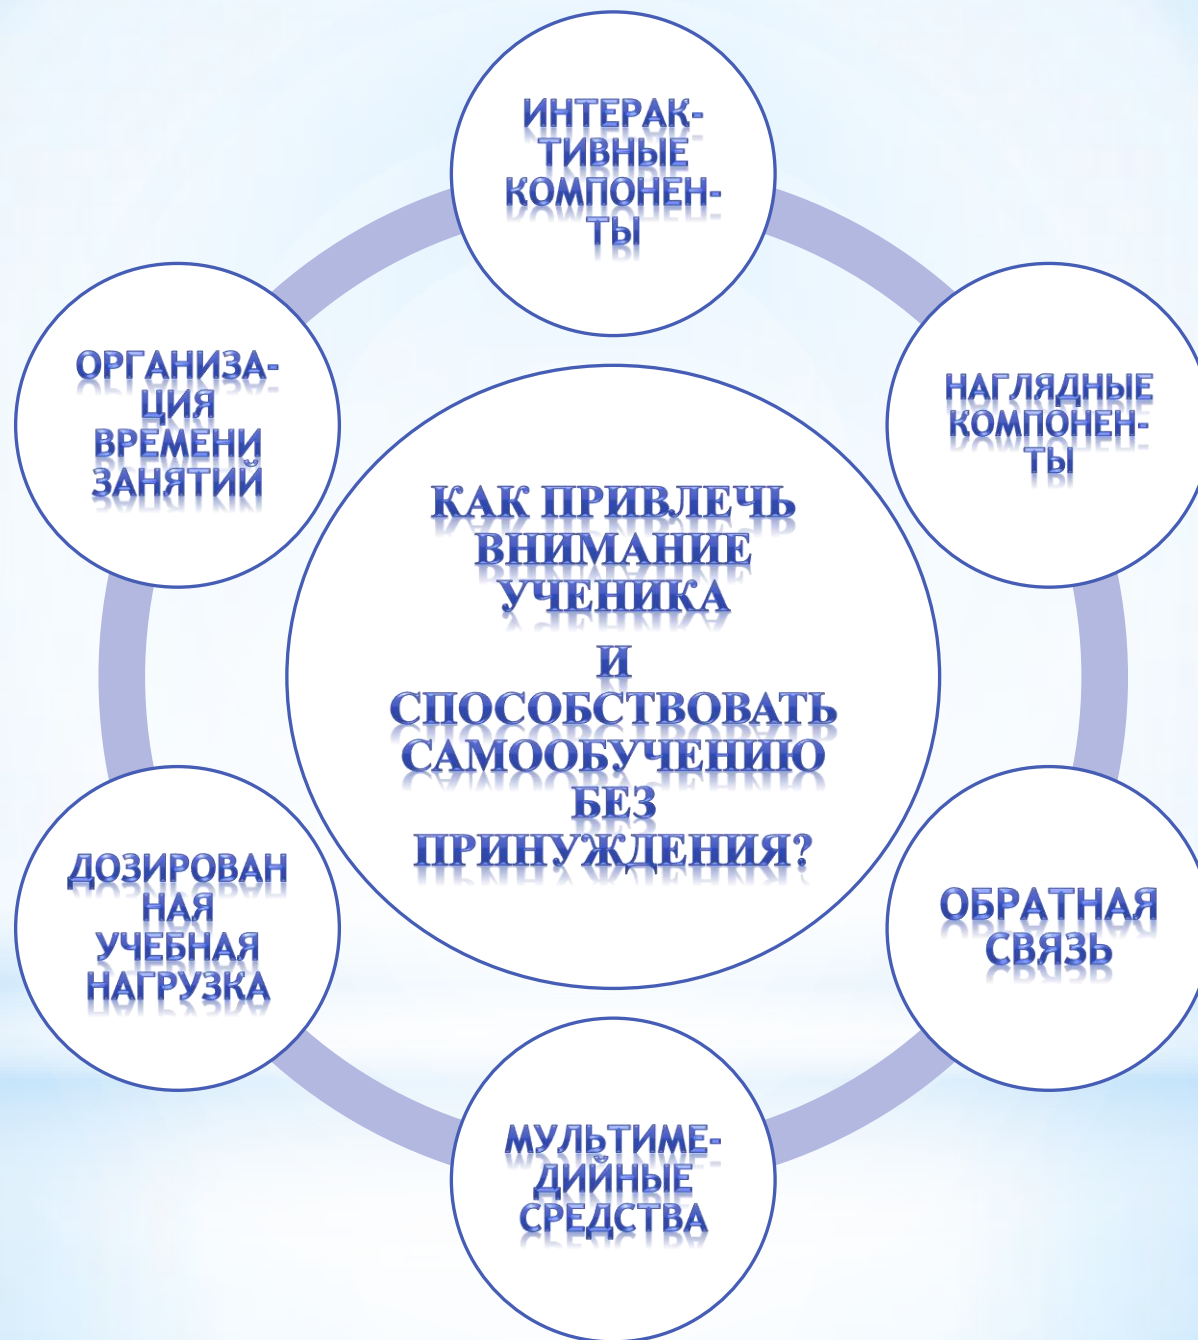 ИНТЕРАК-
ТИВНЫЕ
КОМПОНЕН-
ТЫ
НАГЛЯДНЫЕ
КОМПОНЕН-
ТЫ
ОБРАТНАЯ
СВЯЗЬ
МУЛЬТИМЕ-
ДИЙНЫЕ
СРЕДСТВА
ДОЗИРОВАН
НАЯ
УЧЕБНАЯ
НАГРУЗКА
ОРГАНИЗА-
ЦИЯ
ВРЕМЕНИ
ЗАНЯТИЙ
КАК ПРИВЛЕЧЬ
ВНИМАНИЕ
УЧЕНИКА
И
СПОСОБСТВОВАТЬ
САМООБУЧЕНИЮ
БЕЗ
ПРИНУЖДЕНИЯ?